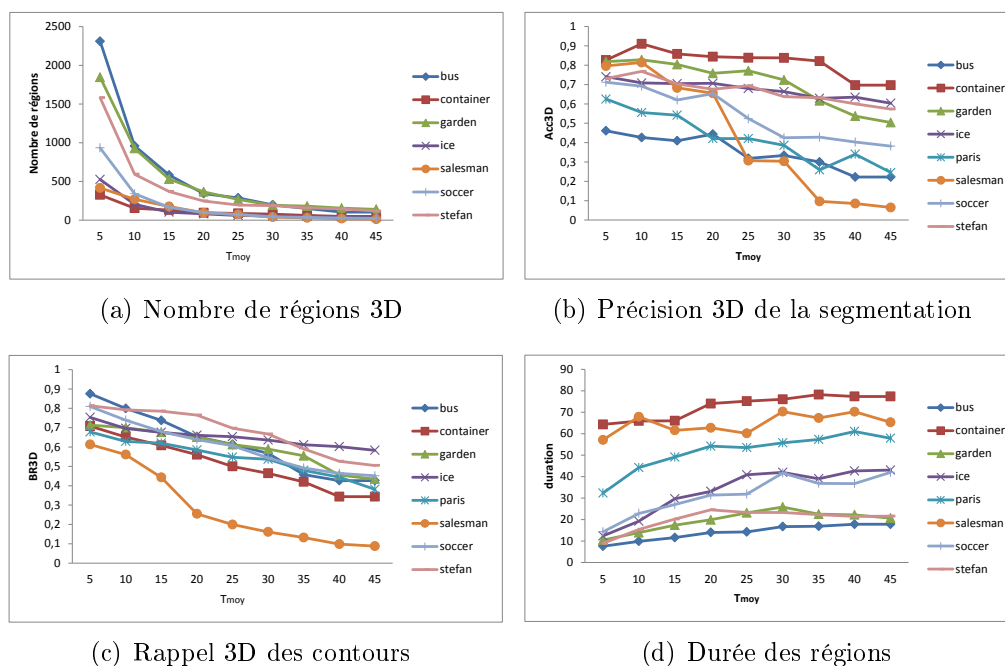 Nombre de régions
2500
2000
1500
1000
500
0
5 10 15 20 25 30 35 40 45
Tmoy
bus
container
garden
ice
salesman
soccer
stefan
(a) Nombre de régions 3D
Acc3D
1
0,9
0,8
0,7
0,6
0,5
0,4
0,3
0,2
0,1
0
5 10 15 20 25 30 35 40 45
Tmoy
bus
container
garden
ice
paris
salesman
soccer
stefan
(b) Précision 3D de la segmentation
BR3D
1
0,9
0,8
0,7
0,6
0,5
0,4
0,3
0,2
0,1
0
5 10 15 20 25 30 35 40 45
Tmoy
bus
container
garden
ice
paris
salesman
soccer
stefan
(c) Rappel 3D des contours
duration
90
80
70
60
50
40
30
20
10
0
5 10 15 20 25 30 35 40 45
Tmoy
bus
container
garden
ice
paris
salesman
soccer
stefan
(d) Durée des régions